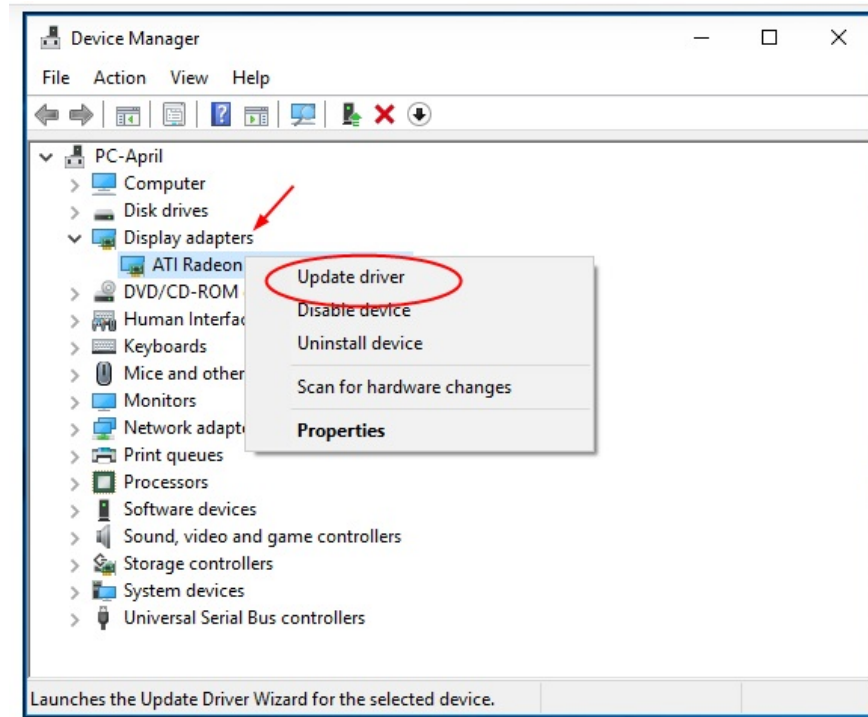 Device Manager
File Action View Help
PC-April
Computer
Disk drives
Display adapters
ATI Radeon
Update driver
DVD/CD-ROM
Disable device
Human Interfac
Uninstall device
Keyboards
Mice and other
Scan for hardware changes
Monitors
Network adapt
Properties
Print queues
Processors
Software devices
Sound, video and game controllers
Storage controllers
System devices
Universal Serial Bus controllers
Launches the Update Driver Wizard for the selected device.